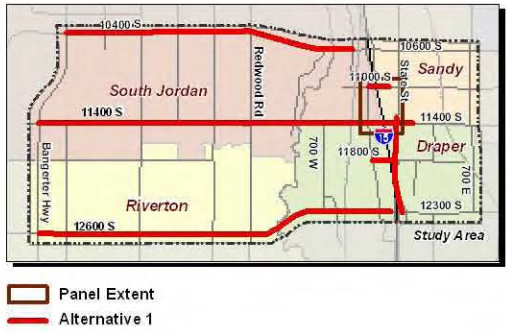 10400 S
10600 S
Redwood Rd
11000 S
State St
Sandy
South Jordan
11400 S
11400 S
15
700 W
11800 S
Draper
Bangerter Hwy
700 E
Riverton
12300 S
12600 S
Study Area
Panel Extent
Alternative 1